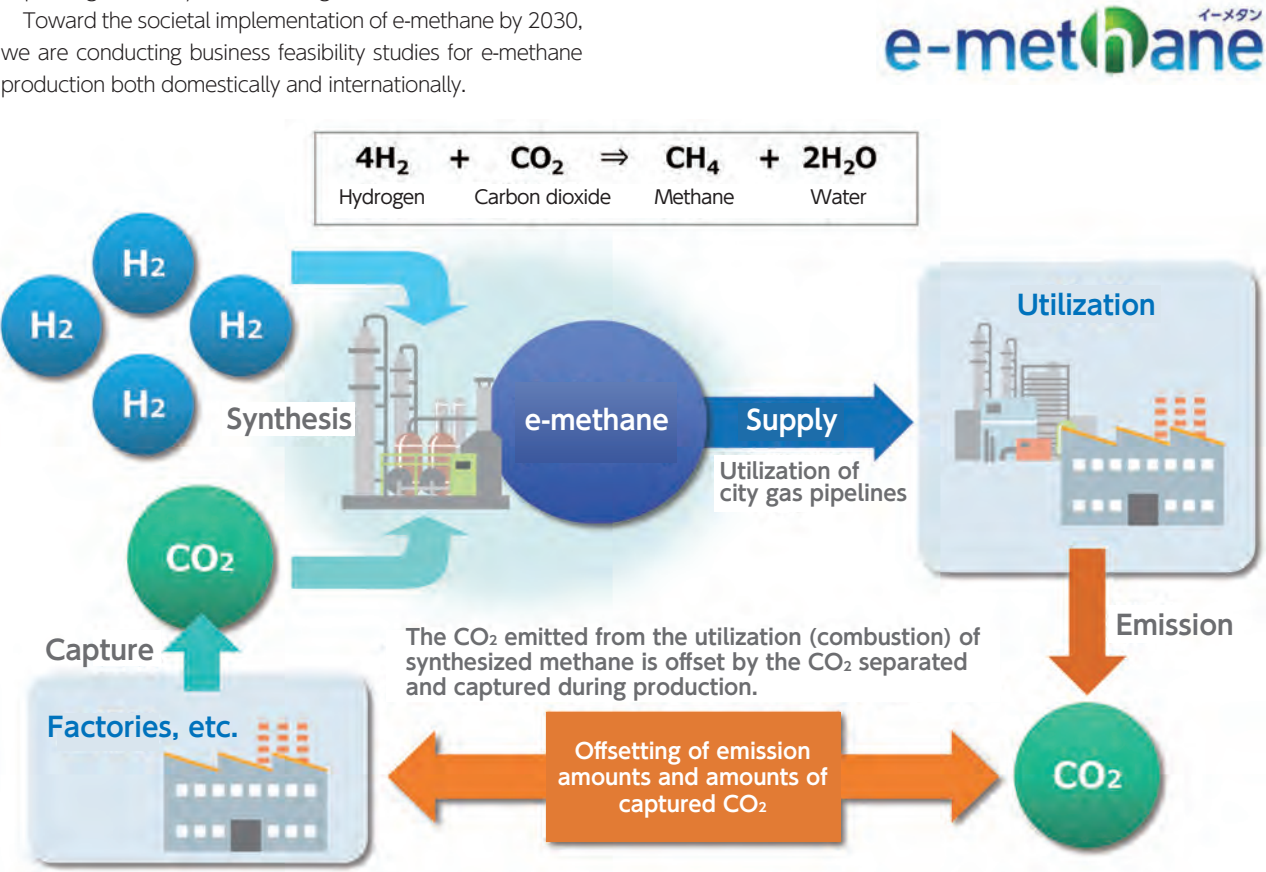 Toward the societal implementation of e-methane by 2030,
we are conducting business feasibility studies for e-methane
production both domestically and internationally.
イーメタン
e-methane
4H₂ + CO₂ ⇒ CH₄ + 2H₂O
Hydrogen Carbon dioxide Methane Water
H₂
H₂
H₂
H₂
Synthesis
e-methane
Supply
Utilization of
city gas pipelines
Utilization
CO₂
Capture
Factories, etc.
The CO₂ emitted from the utilization (combustion) of
synthesized methane is offset by the CO₂ separated
and captured during production.
Emission
Offsetting of emission
amounts and amounts of
captured CO₂
CO₂